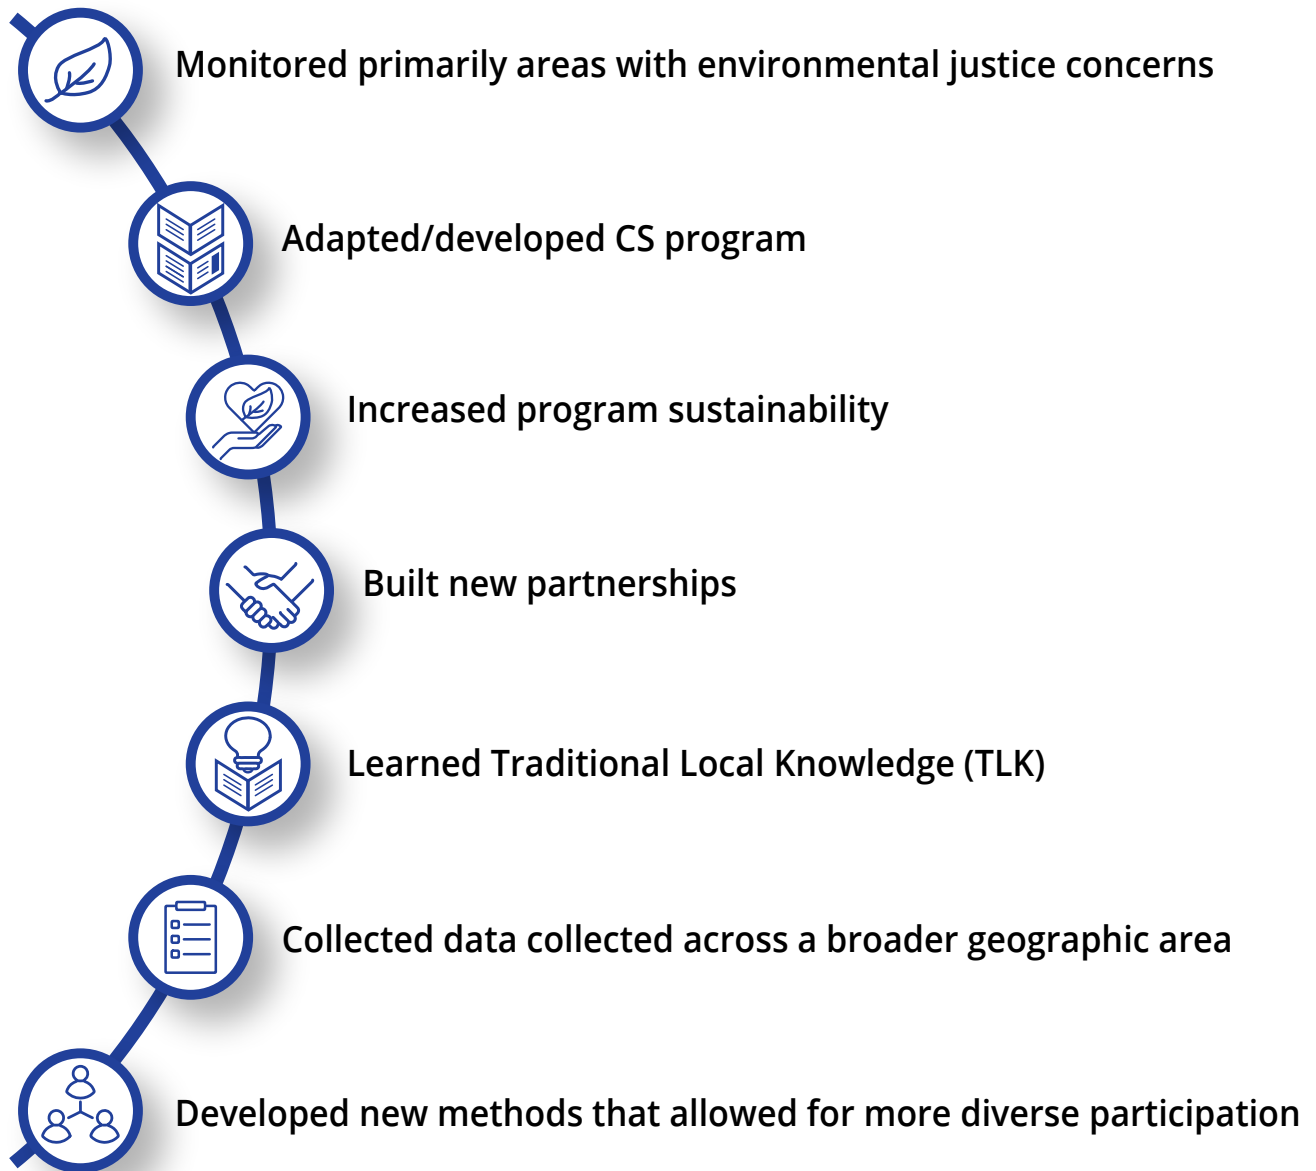 Monitored primarily areas with environmental justice concerns
Adapted/developed CS program
Increased program sustainability
Built new partnerships
Learned Traditional Local Knowledge (TLK)
Collected data collected across a broader geographic area
Developed new methods that allowed for more diverse participation